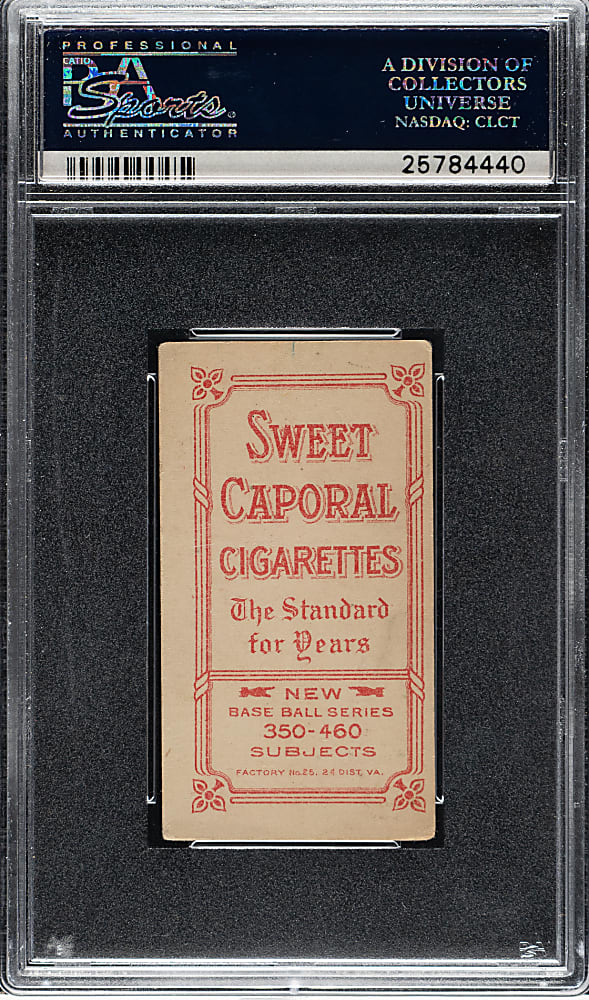 PROFESSIONAL
Sports
AUTHENTICATOR
A DIVISION OF
COLLECTORS
UNIVERSE
NASDAQ: CLCT
25784440
SWEET
CAPORAL
CIGARETTES
The Standard
for Years
NEW
BASE BALL SERIES
350-460
SUBJECTS
FACTORY No. 25, 2d DIST, VA.